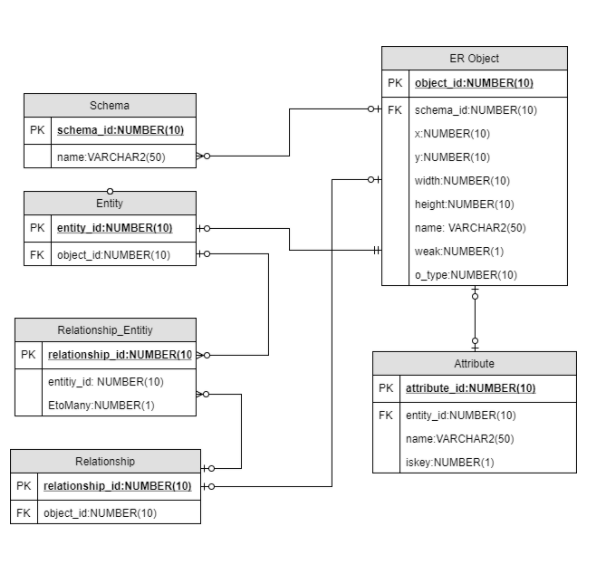 Schema
PK schema_id:NUMBER(10)
name:VARCHAR2(50)
Entity
PK entity_id:NUMBER(10)
FK object_id:NUMBER(10)
Relationship_Entitiy
PK relationship_id:NUMBER(10
entitiy_id: NUMBER(10)
EtoMany:NUMBER(1)
Relationship
PK relationship_id:NUMBER(10)
FK object_id:NUMBER(10)
ER Object
PK object_id:NUMBER(10)
FK schema_id:NUMBER(10)
x:NUMBER(10)
y:NUMBER(10)
width:NUMBER(10)
height:NUMBER(10)
name: VARCHAR2(50)
weak:NUMBER(1)
o_type:NUMBER(10)
Attribute
PK attribute_id:NUMBER(10)
FK entity_id:NUMBER(10)
name:VARCHAR2(50)
iskey:NUMBER(1)